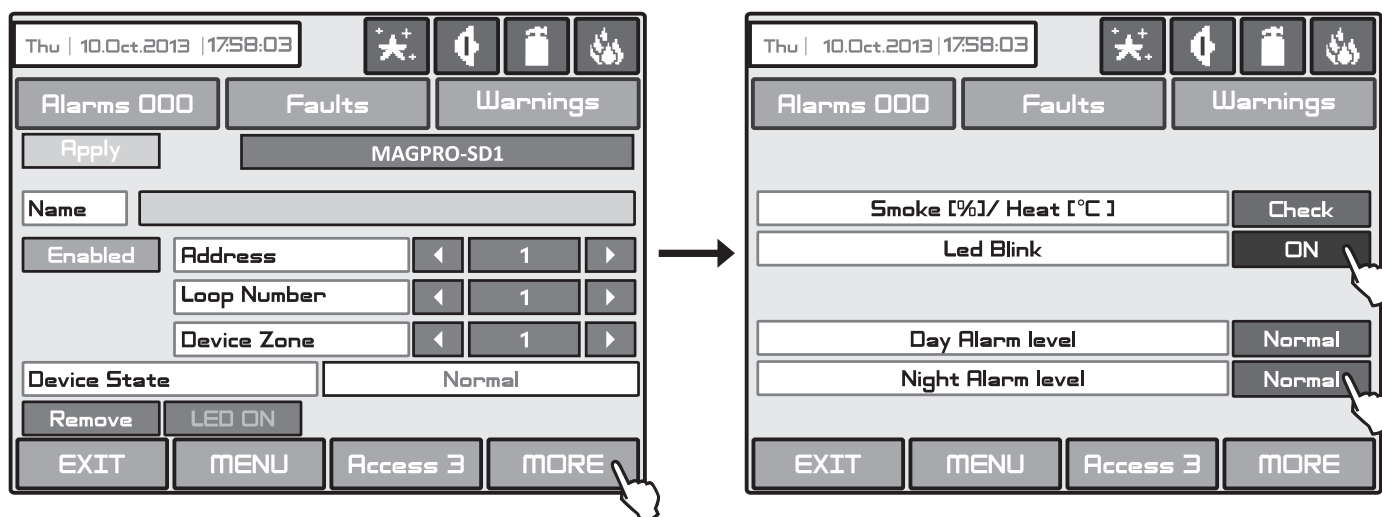 Thu | 10.Oct.2013 | 17:58:03
Alarms 000 Faults Warnings
Apply MAGPRO-SD1
Name
Enabled Address 1
Loop Number 1
Device Zone 1
Device State Normal
Remove LED ON
EXIT MENU Access 3 MORE
Thu | 10.Oct.2013 | 17:58:03
Alarms 000 Faults Warnings
Smoke [%]/ Heat [°C ] Check
Led Blink ON
Day Alarm level Normal
Night Alarm level Normal
EXIT MENU Access 3 MORE